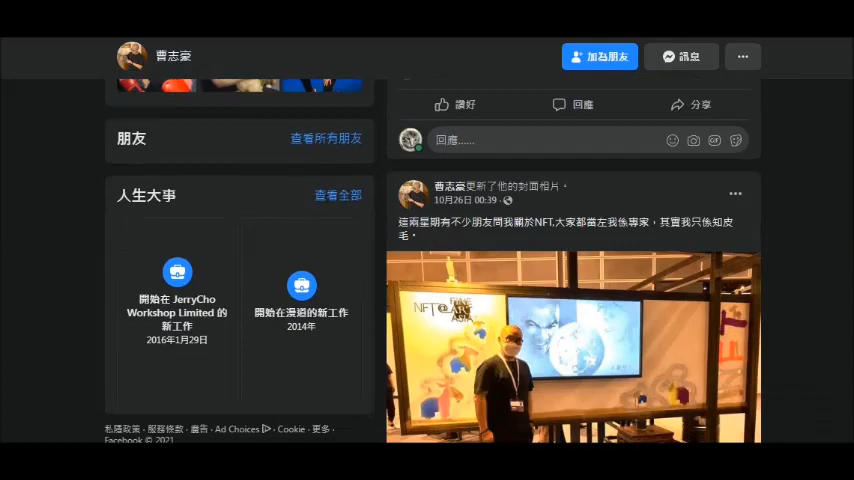 曹志豪
加為朋友
訊息
讚好
回應
分享
朋友
查看所有朋友
回應......
人生大事
查看全部
曹志豪更新了他的封面相片。
10月26日 00:39 ·
這兩星期有不少朋友問我關於NFT,大家都當左我係專家，其實我只係知皮
毛。
開始在 JerryCho
Workshop Limited 的
新工作
2016年1月29日
開始在漫道的新工作
2014年
NFT@
FINE
ART
ASIA
私隱政策 · 服務條款 · 廣告 · Ad Choices · Cookie · 更多 ·
Facebook © 2021